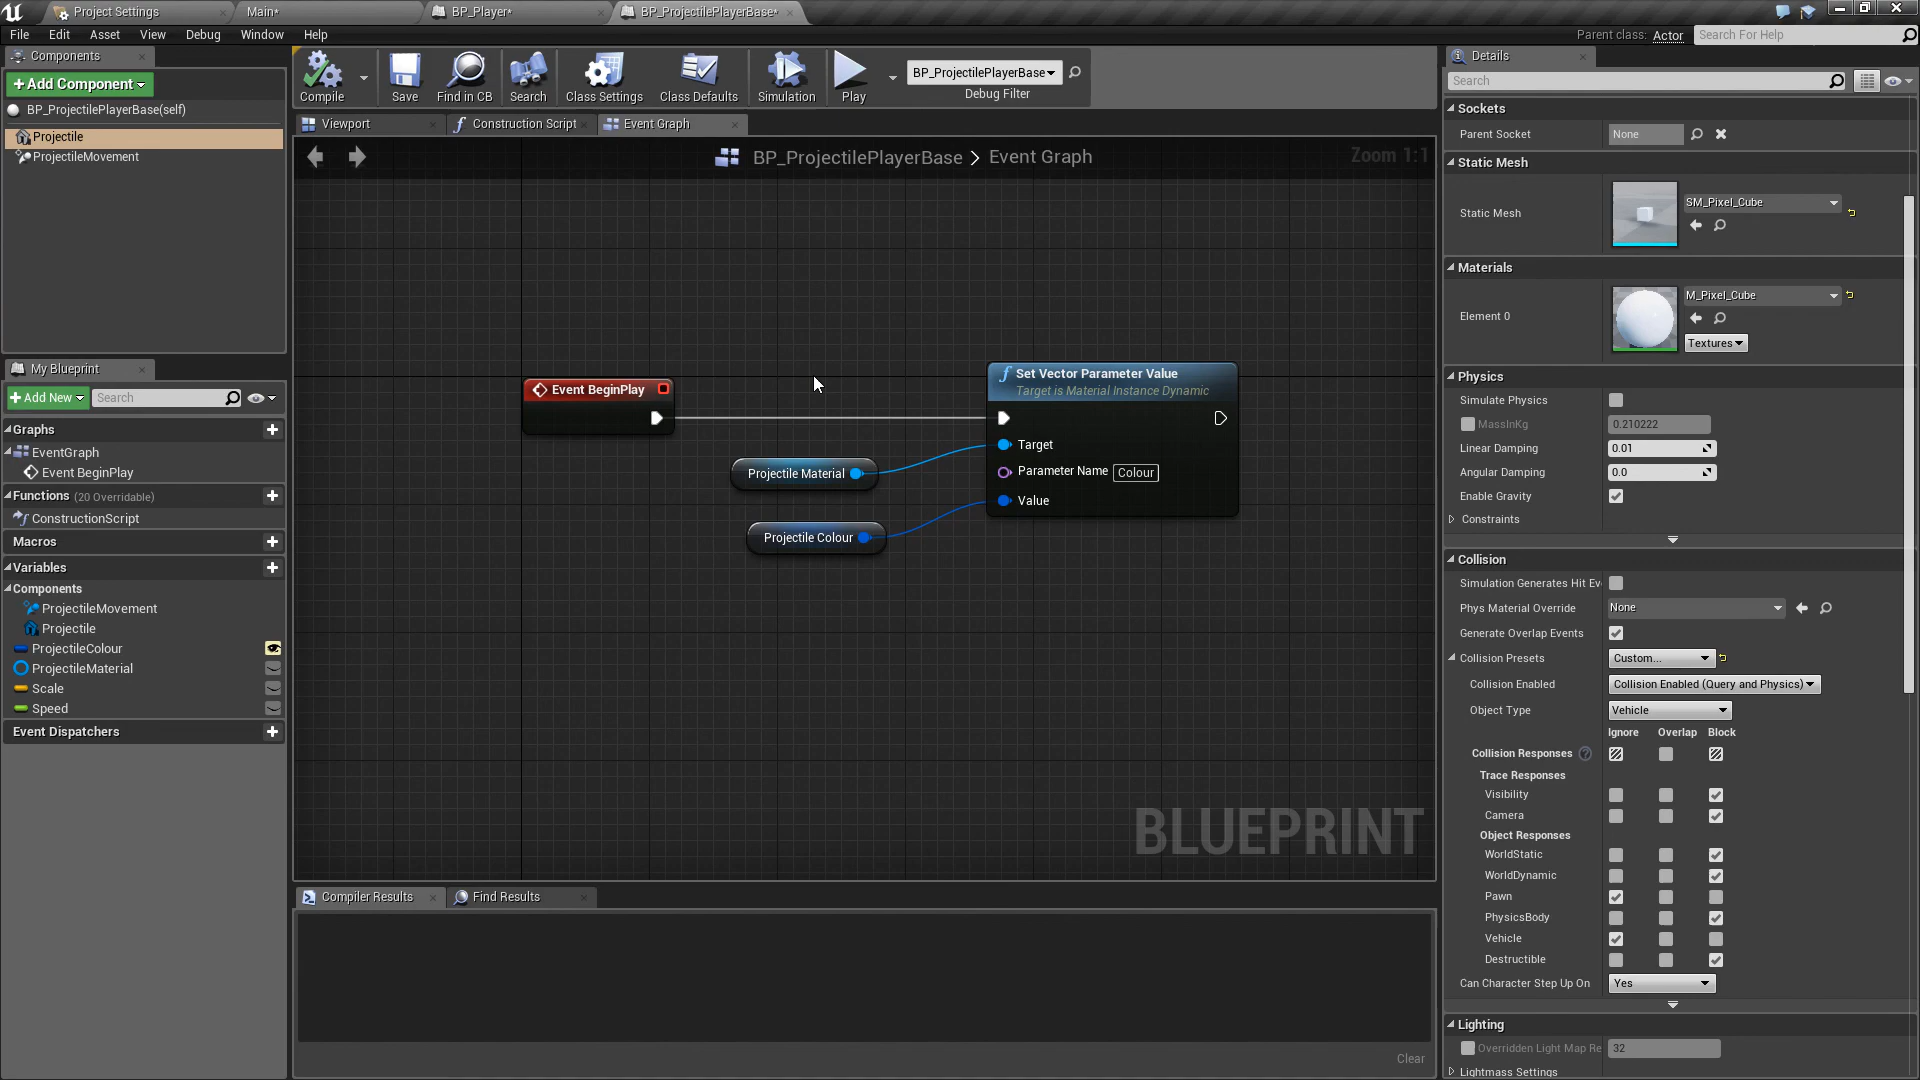 Project Settings
Main*
BP_Player*
BP_ProjectilePlayerBase*
File Edit Asset View Debug Window Help
Parent class: Actor
Search For Help
Components
Add Component
BP_ProjectilePlayerBase(self)
Projectile
ProjectileMovement
Compile
Save
Find in CB
Search
Class Settings
Class Defaults
Simulation
Play
BP_ProjectilePlayerBase
Debug Filter
Viewport
Construction Script
Event Graph
BP_ProjectilePlayerBase > Event Graph
Zoom 1:1
Event BeginPlay
Projectile Material
Projectile Colour
Set Vector Parameter Value
Target is Material Instance Dynamic
Target
Parameter Name Colour
Value
BLUEPRINT
My Blueprint
Add New
Search
Graphs
EventGraph
Event BeginPlay
Functions (20 Overridable)
ConstructionScript
Macros
Variables
Components
ProjectileMovement
Projectile
ProjectileColour
ProjectileMaterial
Scale
Speed
Event Dispatchers
Compiler Results
Find Results
Clear
Details
Search
Sockets
Parent Socket None
Static Mesh
Static Mesh SM_Pixel_Cube
Materials
Element 0 M_Pixel_Cube
Textures
Physics
Simulate Physics
MassInKg 0.210222
Linear Damping 0.01
Angular Damping 0.0
Enable Gravity
Constraints
Collision
Simulation Generates Hit Ev
Phys Material Override None
Generate Overlap Events
Collision Presets Custom...
Collision Enabled Collision Enabled (Query and Physics)
Object Type Vehicle
Ignore Overlap Block
Collision Responses
Trace Responses
Visibility
Camera
Object Responses
WorldStatic
WorldDynamic
Pawn
PhysicsBody
Vehicle
Destructible
Can Character Step Up On Yes
Lighting
Overridden Light Map Re 32
Lightmass Settings